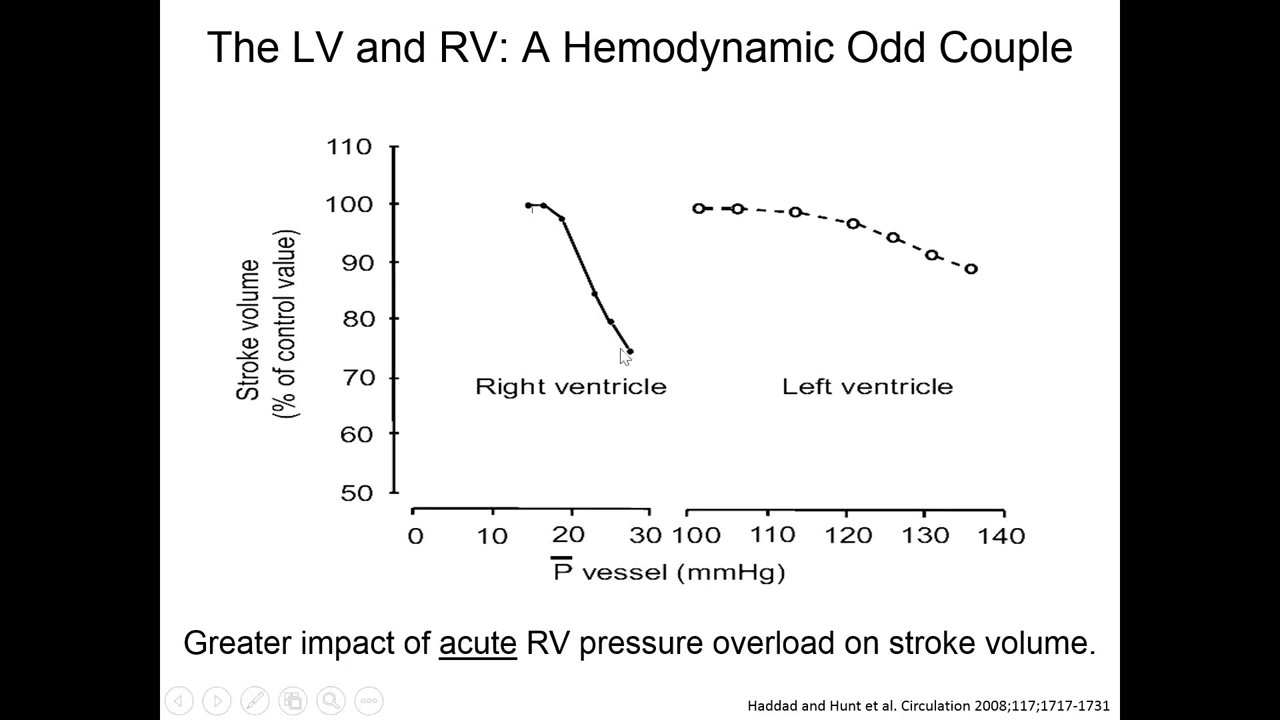 The LV and RV: A Hemodynamic Odd Couple
110
100
90
80
70
60
50
Stroke volume
(% of control value)
Right ventricle
Left ventricle
0 10 20 30 100 110 120 130 140
P̅ vessel (mmHg)
Greater impact of acute RV pressure overload on stroke volume.
Haddad and Hunt et al. Circulation 2008;117;1717-1731